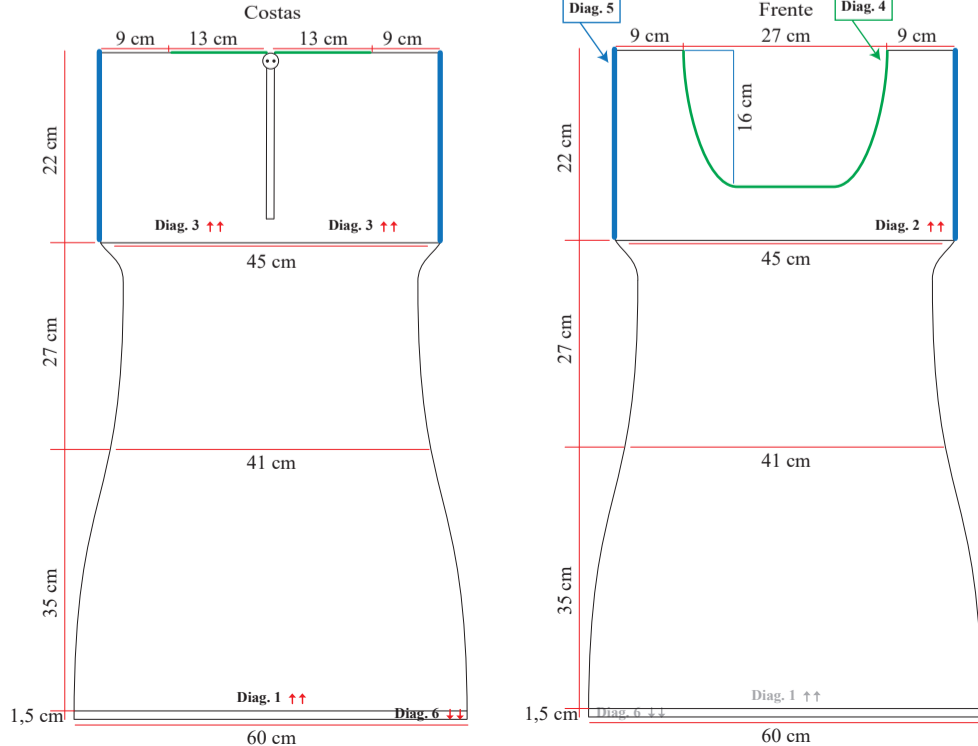 Costas
9 cm
13 cm
13 cm
9 cm
22 cm
Diag. 3 ↑↑
Diag. 3 ↑↑
45 cm
27 cm
41 cm
35 cm
Diag. 1 ↑↑
1,5 cm
Diag. 6 ↓↓
60 cm
Diag. 5
Frente
Diag. 4
9 cm
27 cm
9 cm
16 cm
22 cm
Diag. 2 ↑↑
45 cm
27 cm
41 cm
35 cm
Diag. 1 ↑↑
1,5 cm
Diag. 6 ↓↓
60 cm